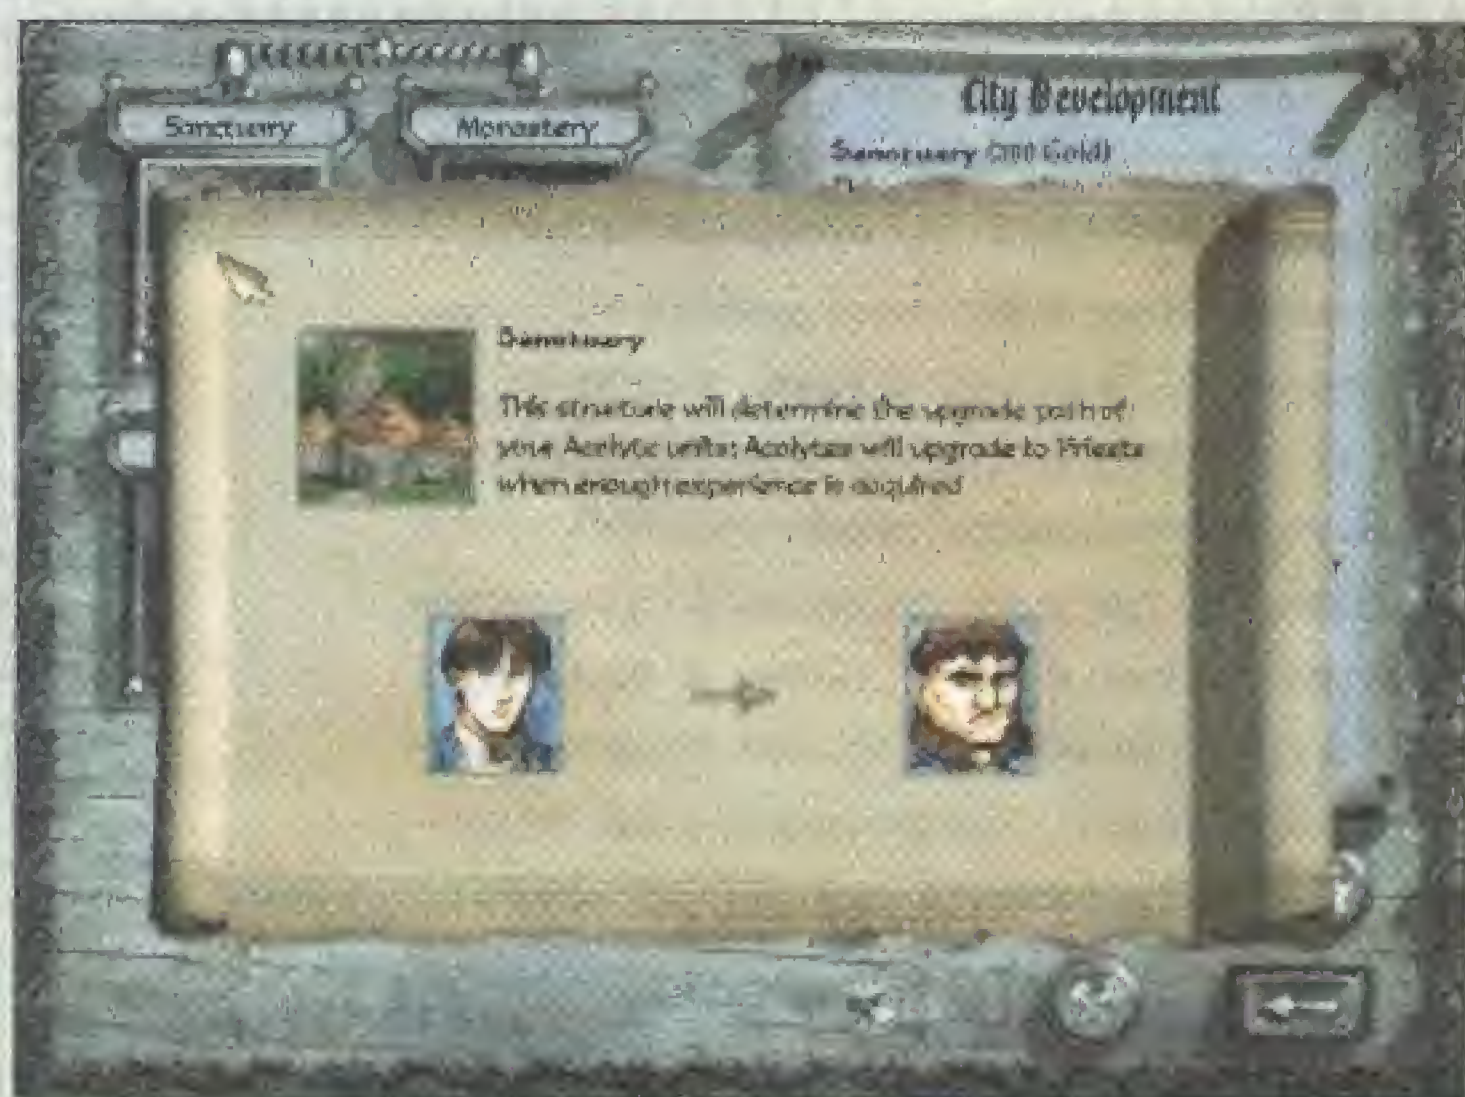 Sanctuary
Monastery
City Development
Sanctuary Gold)
Sanctuary
This structure will determine the upgrade path of
your Acolyte units: Acolytes will upgrade to Priests
when enough experience is acquired